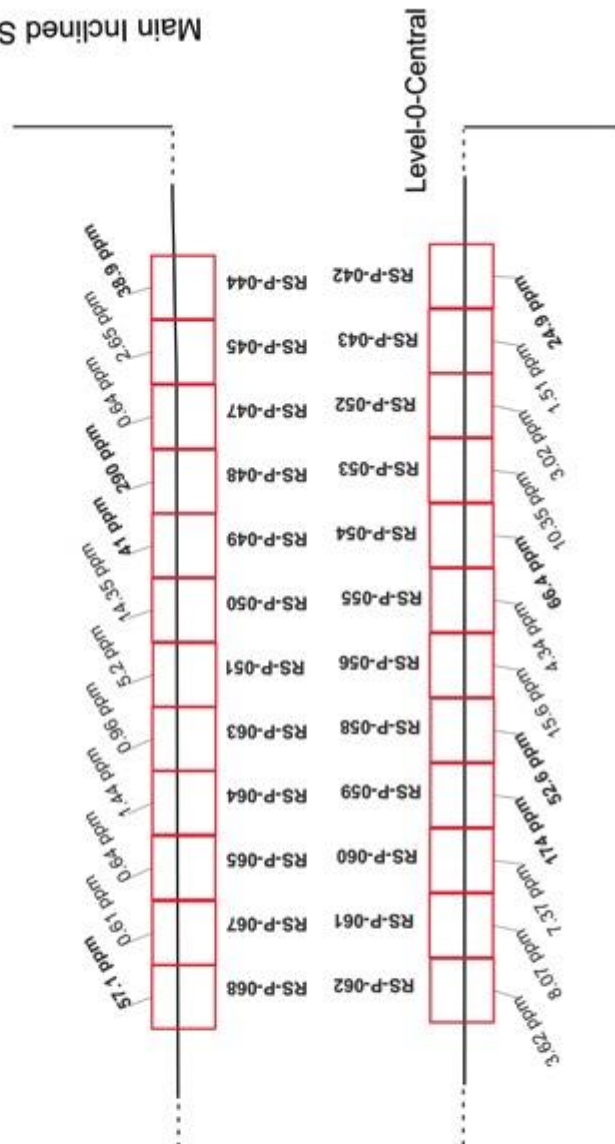 Main Inclined S
Level-0-Central
38.9 ppm
RS-P-044
RS-P-042
24.9 ppm
2.65 ppm
RS-P-045
RS-P-043
1.51 ppm
0.64 ppm
RS-P-047
RS-P-052
3.02 ppm
290 ppm
RS-P-048
RS-P-053
10.35 ppm
41 ppm
RS-P-049
RS-P-054
66.4 ppm
14.35 ppm
RS-P-050
RS-P-055
4.34 ppm
5.2 ppm
RS-P-051
RS-P-056
15.6 ppm
0.96 ppm
RS-P-063
RS-P-058
52.6 ppm
1.44 ppm
RS-P-064
RS-P-059
174 ppm
0.64 ppm
RS-P-065
RS-P-060
7.37 ppm
0.61 ppm
RS-P-067
RS-P-061
8.07 ppm
57.1 ppm
RS-P-068
RS-P-062
3.62 ppm